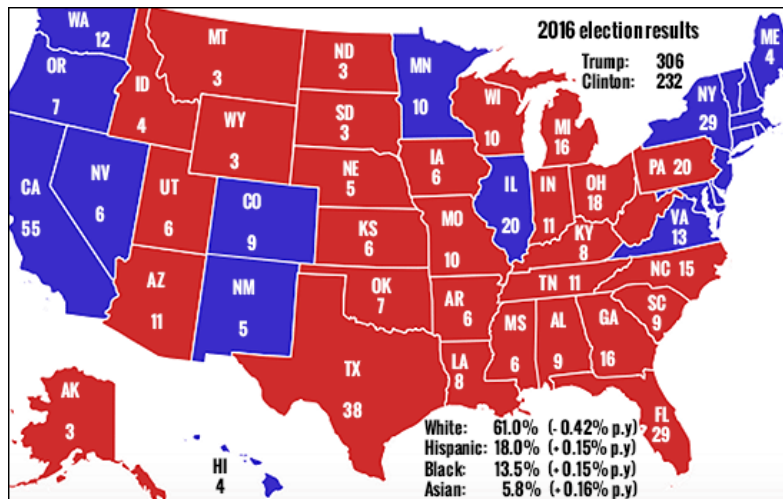 2016 election results
Trump: 306
Clinton: 232
WA
12
OR
7
CA
55
NV
6
ID
4
MT
3
WY
3
UT
6
AZ
11
CO
9
NM
5
ND
3
SD
3
NE
5
KS
6
OK
7
TX
38
MN
10
IA
6
MO
10
AR
6
LA
8
WI
10
IL
20
MI
16
IN
11
OH
18
KY
8
TN 11
MS
6
AL
9
GA
16
FL
29
SC
9
NC 15
VA
13
PA 20
NY
29
ME
4
AK
3
HI
4
White: 61.0% (- 0.42% p.y)
Hispanic: 18.0% (+0.15% p.y)
Black: 13.5% (+0.15% p.y)
Asian: 5.8% (+0.16% p.y)